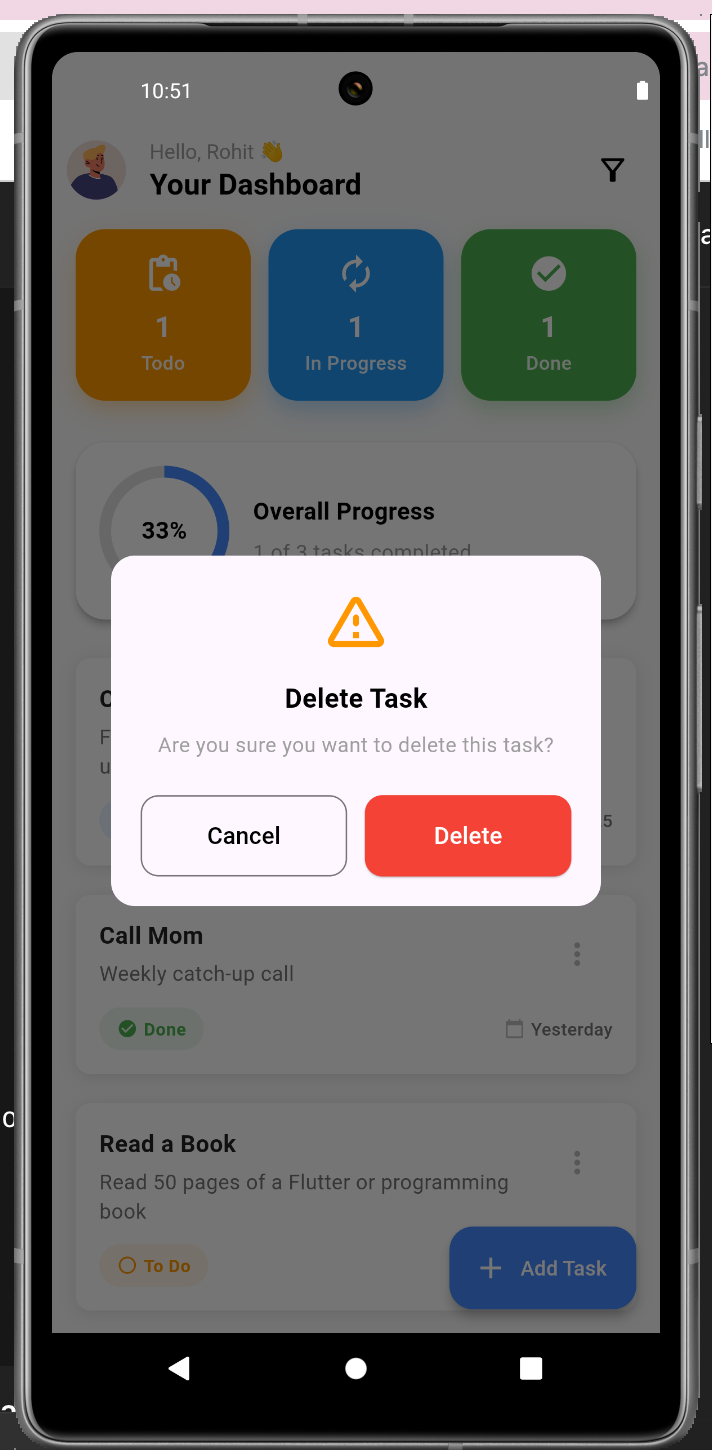 10:51
Hello, Rohit 👋
Your Dashboard
1
Todo
1
In Progress
1
Done
33%
Overall Progress
1 of 3 tasks completed
Delete Task
Are you sure you want to delete this task?
Cancel
Delete
Call Mom
Weekly catch-up call
Done
Yesterday
Read a Book
Read 50 pages of a Flutter or programming
book
To Do
Add Task